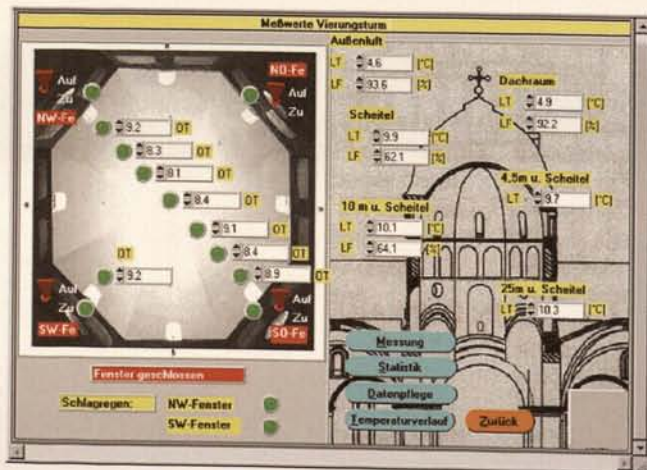 Meßwerte Vierungsturm
Außenluft
LT 4.6 [°C]
LF 93.6 [%]
Dachraum
LT 4.9 [°C]
LF 92.2 [%]
Scheitel
LT 9.9 [°C]
LF 62.1 [%]
4,5m u. Scheitel
LT 9.7 [°C]
10 m u. Scheitel
LT 10.1 [°C]
LF 64.1 [%]
25m u. Scheitel
LT 10.3 [°C]
NO-Fe
Auf
Zu
Auf
Zu
NW-Fe
9.2 OT
8.3 OT
8.1 OT
8.4 OT
9.1 OT
8.4 OT
8.9 OT
OT
9.2
Auf
Zu
SW-Fe
Auf
Zu
SO-Fe
Fenster geschlossen
Schlagregen:
NW-Fenster
SW-Fenster
Messung
Statistik
Datenpflege
Temperaturverlauf
Zurück